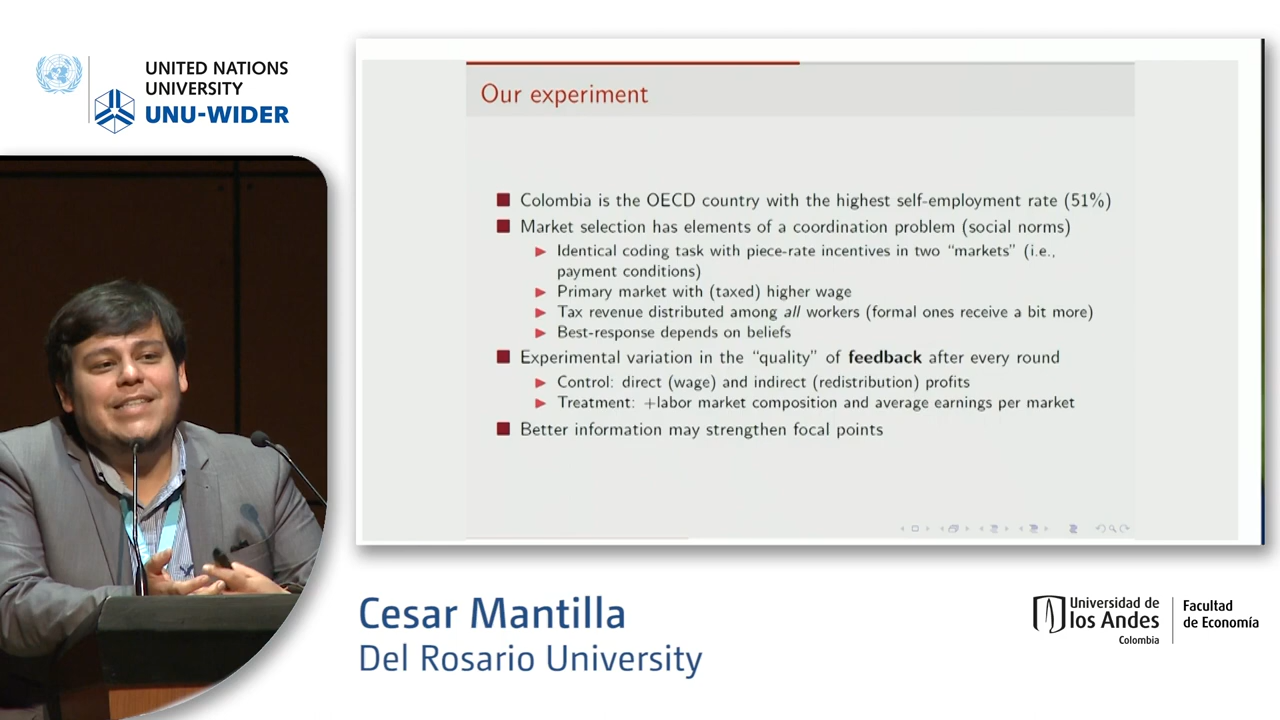 UNITED NATIONS
UNIVERSITY
UNU-WIDER
Our experiment
Colombia is the OECD country with the highest self-employment rate (51%)
Market selection has elements of a coordination problem (social norms)
Identical coding task with piece-rate incentives in two “markets” (i.e.,
payment conditions)
Primary market with (taxed) higher wage
Tax revenue distributed among all workers (formal ones receive a bit more)
Best-response depends on beliefs
Experimental variation in the “quality” of feedback after every round
Control: direct (wage) and indirect (redistribution) profits
Treatment: +labor market composition and average earnings per market
Better information may strengthen focal points
Cesar Mantilla
Del Rosario University
Universidad de
los Andes
Colombia
Facultad
de Economía